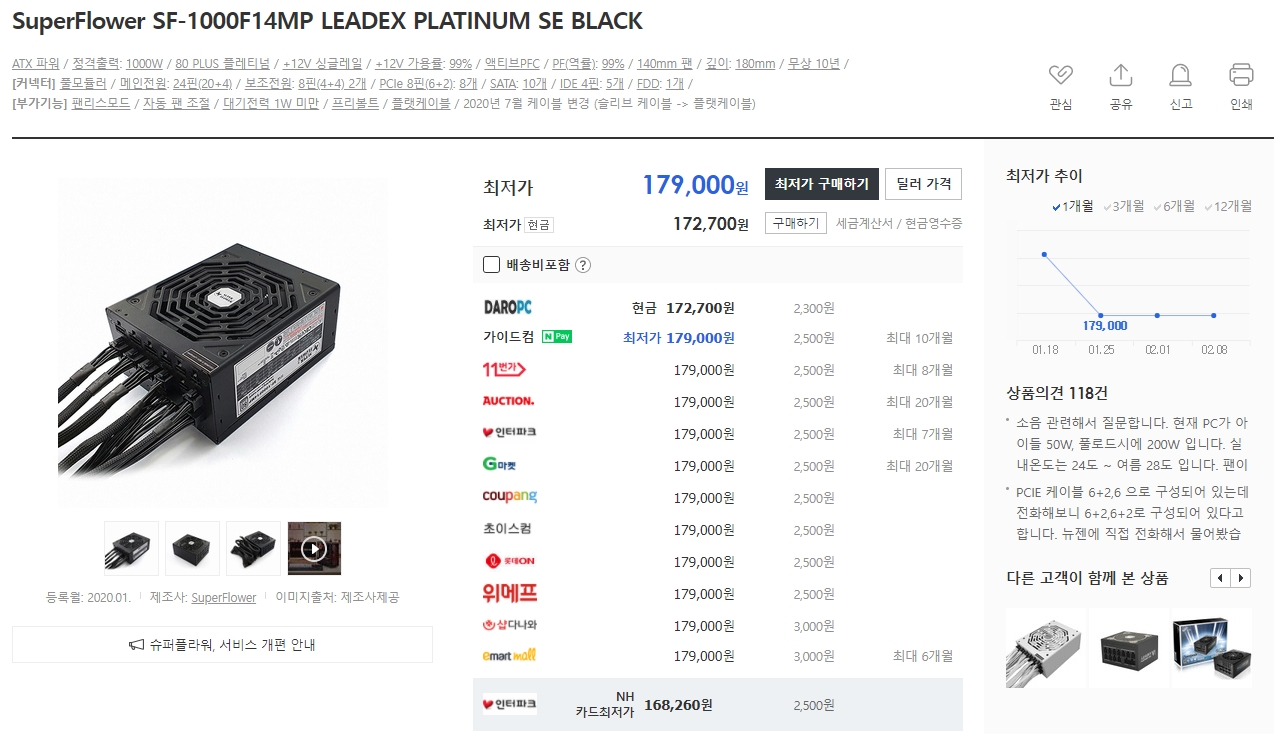 SuperFlower SF-1000F14MP LEADEX PLATINUM SE BLACK
ATX 파워 / 정격출력: 1000W / 80 PLUS 플래티넘 / +12V 싱글레일 / +12V 가용률: 99% / 액티브PFC / PF(역률): 99% / 140mm 팬 / 깊이: 180mm / 무상 10년 /
[커넥터] 풀모듈러 / 메인전원: 24핀(20+4) / 보조전원: 8핀(4+4) 2개 / PCIe 8핀(6+2): 8개 / SATA: 10개 / IDE 4핀: 5개 / FDD: 1개 /
[부가기능] 팬리스모드 / 자동 팬 조절 / 대기전력 1W 미만 / 프리볼트 / 플랫케이블 / 2020년 7월 케이블 변경 (슬리브 케이블 -> 플랫케이블)
관심 공유 신고 인쇄
최저가 179,000원 최저가 구매하기 딜러 가격
최저가 현금 172,700원 구매하기 세금계산서 / 현금영수증
배송비포함 ?
DAROPC 현금 172,700원 2,300원
가이드컴 N Pay 최저가 179,000원 2,500원 최대 10개월
11번가 179,000원 2,500원 최대 8개월
AUCTION. 179,000원 2,500원 최대 20개월
인터파크 179,000원 2,500원 최대 7개월
G마켓 179,000원 2,500원 최대 20개월
coupang 179,000원 2,500원
초이스컴 179,000원 2,500원
롯데ON 179,000원 2,500원
위메프 179,000원 2,500원
샵다나와 179,000원 3,000원
emart mall 179,000원 3,000원 최대 6개월
인터파크 NH 카드최저가 168,260원 2,500원
등록월: 2020.01. 제조사: SuperFlower 이미지출처: 제조사제공
슈퍼플라워, 서비스 개편 안내
최저가 추이
1개월 3개월 6개월 12개월
179,000
01.18 01.25 02.01 02.08
상품의견 118건
소음 관련해서 질문합니다. 현재 PC가 아
이들 50W, 풀로드시에 200W 입니다. 실
내온도는 24도 ~ 여름 28도 입니다. 팬이
PCIE 케이블 6+2,6 으로 구성되어 있는데
전화해보니 6+2,6+2로 구성되어 있다고
합니다. 뉴젠에 직접 전화해서 물어봤습
다른 고객이 함께 본 상품